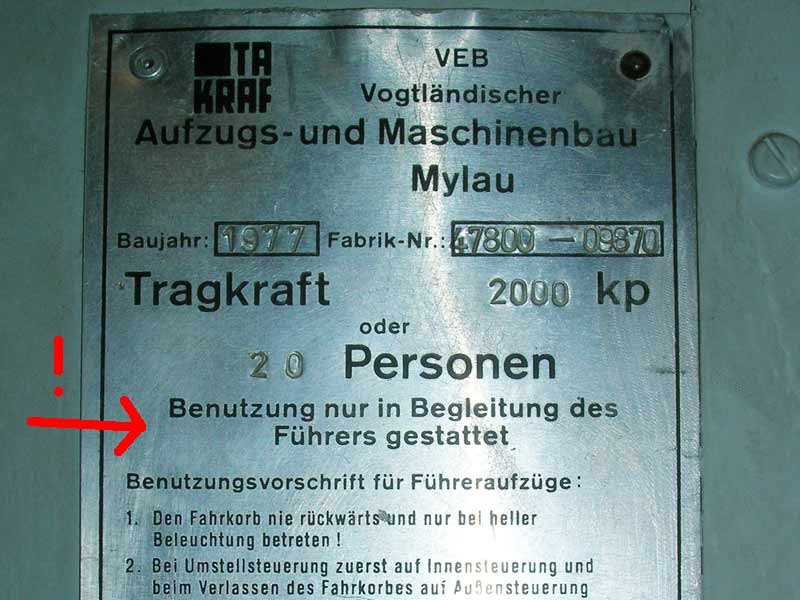 TA
KRAF
VEB
Vogtländischer
Aufzugs- und Maschinenbau
Mylau
Baujahr: 1977 Fabrik-Nr.: 47800 - 09870
Tragkraft 2000 kp
oder
20 Personen
!
Benutzung nur in Begleitung des
Führers gestattet
Benutzungsvorschrift für Führeraufzüge:
1. Den Fahrkorb nie rückwärts und nur bei heller
Beleuchtung betreten!
2. Bei Umstellsteuerung zuerst auf Innensteuerung und
beim Verlassen des Fahrkorbes auf Außensteuerung